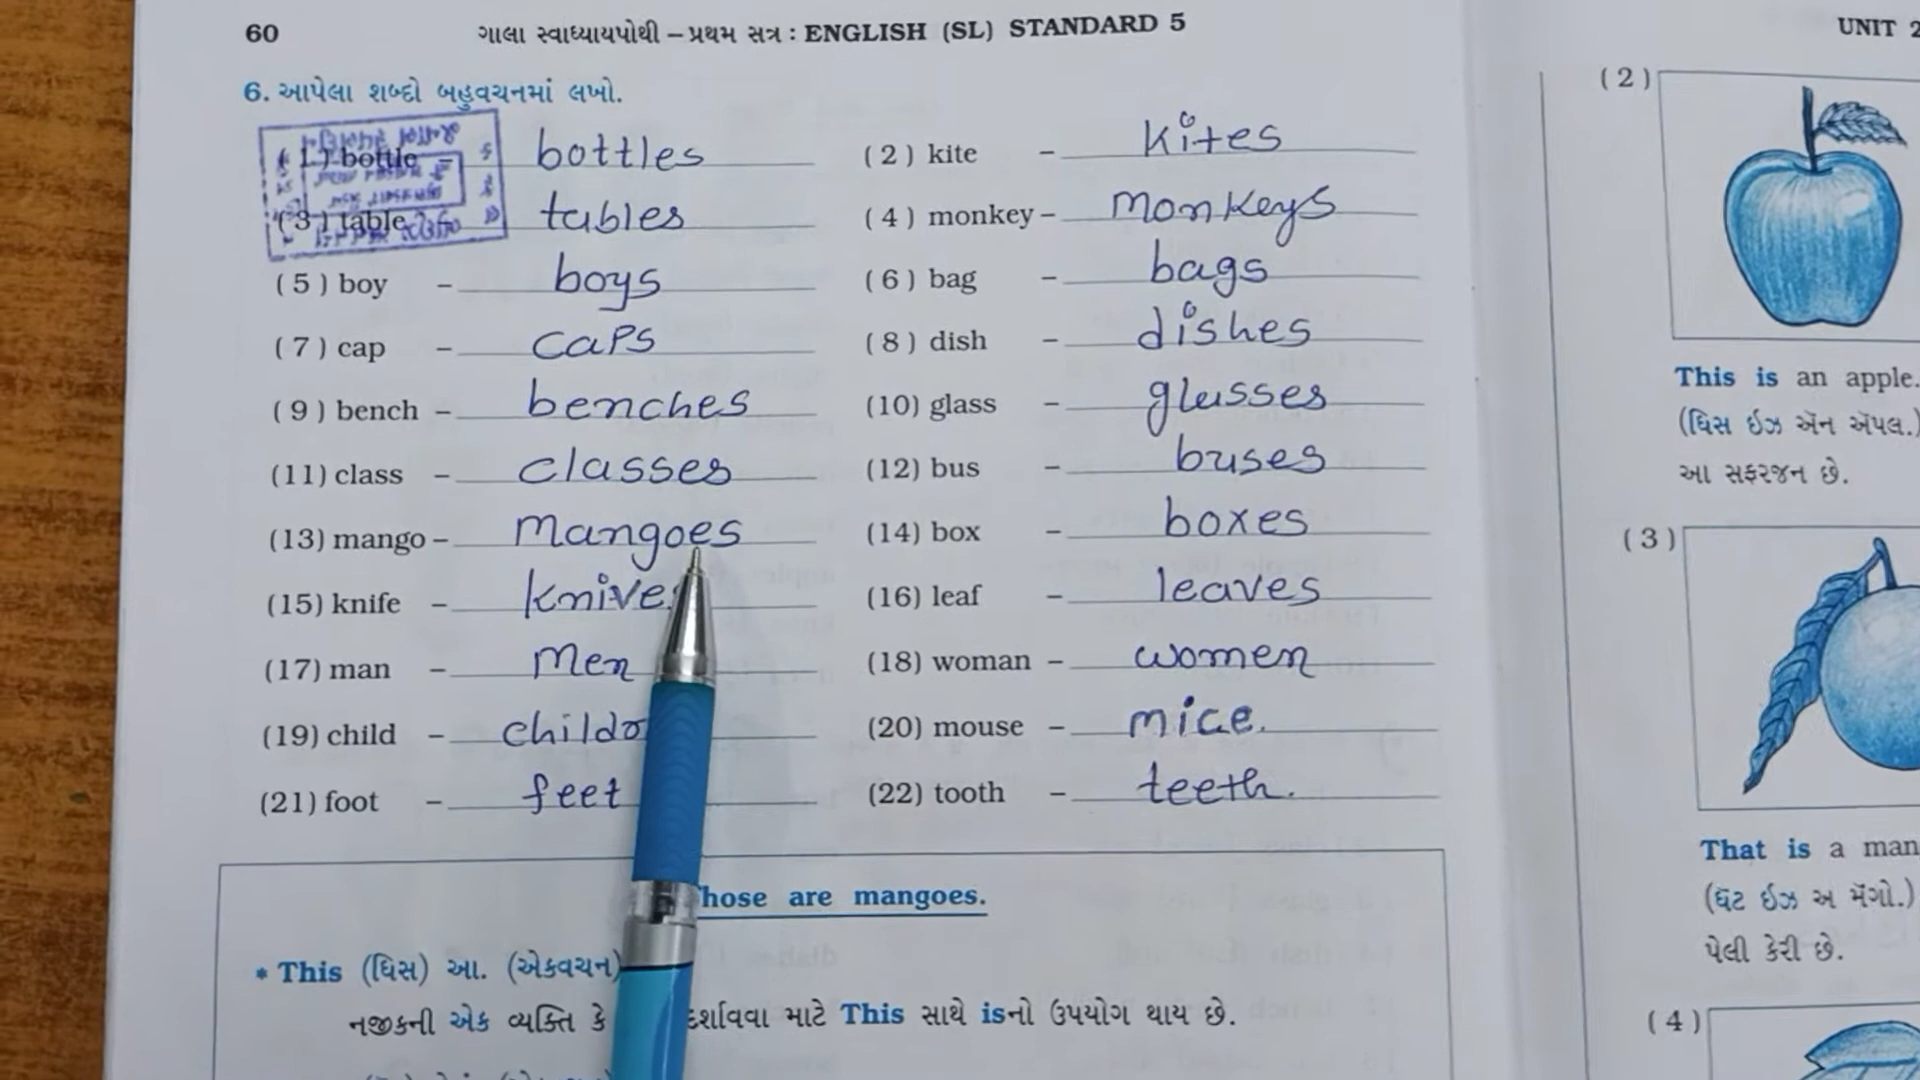 60 ગાલા સ્વાધ્યાયપોથી – પ્રથમ સત્ર : ENGLISH (SL) STANDARD 5
6. આપેલા શબ્દો બહુવચનમાં લખો.
(1) bottle – bottles (2) kite – kites
(3) table tables (4) monkey – monkeys
(5) boy – boys (6) bag – bags
(7) cap – caps (8) dish – dishes
(9) bench – benches (10) glass – glasses
(11) class – classes (12) bus – buses
(13) mango – mangoes (14) box – boxes
(15) knife – knive (16) leaf – leaves
(17) man – men (18) woman – women
(19) child – child (20) mouse – mice.
(21) foot – feet (22) tooth – teeth.
hose are mangoes.
* This (ધિસ) આ. (એકવચન)
નજીકની એક વ્યક્તિ કે દર્શાવવા માટે This સાથે isનો ઉપયોગ થાય છે.
UNIT 2
(2)
This is an apple.
(ધિસ ઇઝ ઍન ઍપલ.)
આ સફરજન છે.
(3)
That is a man
(ધૅટ ઇઝ અ મૅંગો.)
પેલી કેરી છે.
(4)